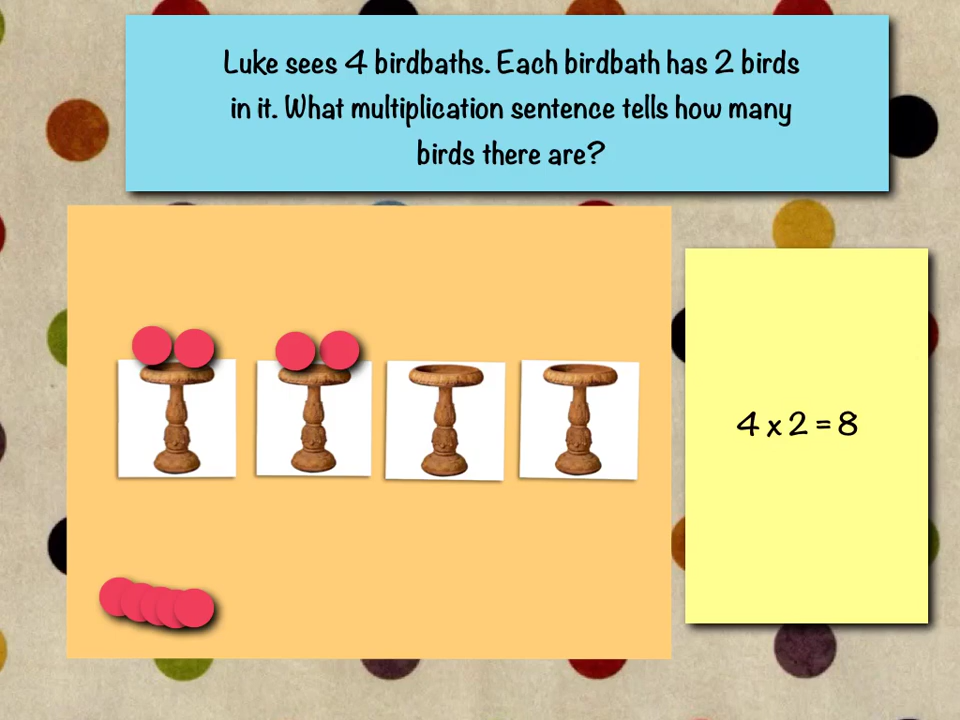 Luke sees 4 birdbaths. Each birdbath has 2 birds
in it. What multiplication sentence tells how many
birds there are?
4 x 2 = 8